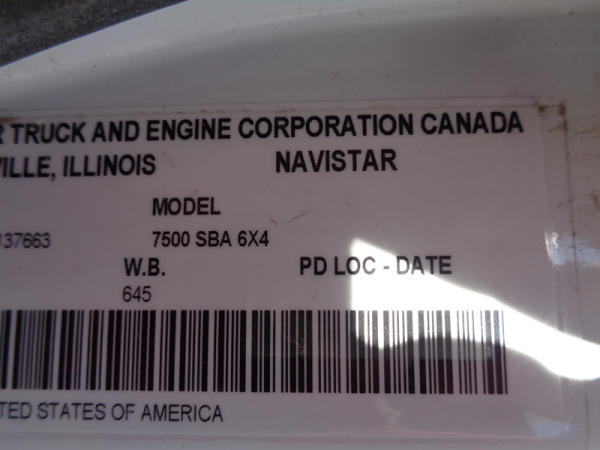 R TRUCK AND ENGINE CORPORATION CANADA
VILLE, ILLINOIS NAVISTAR
MODEL
137663 7500 SBA 6X4
W.B. PD LOC - DATE
645
TED STATES OF AMERICA